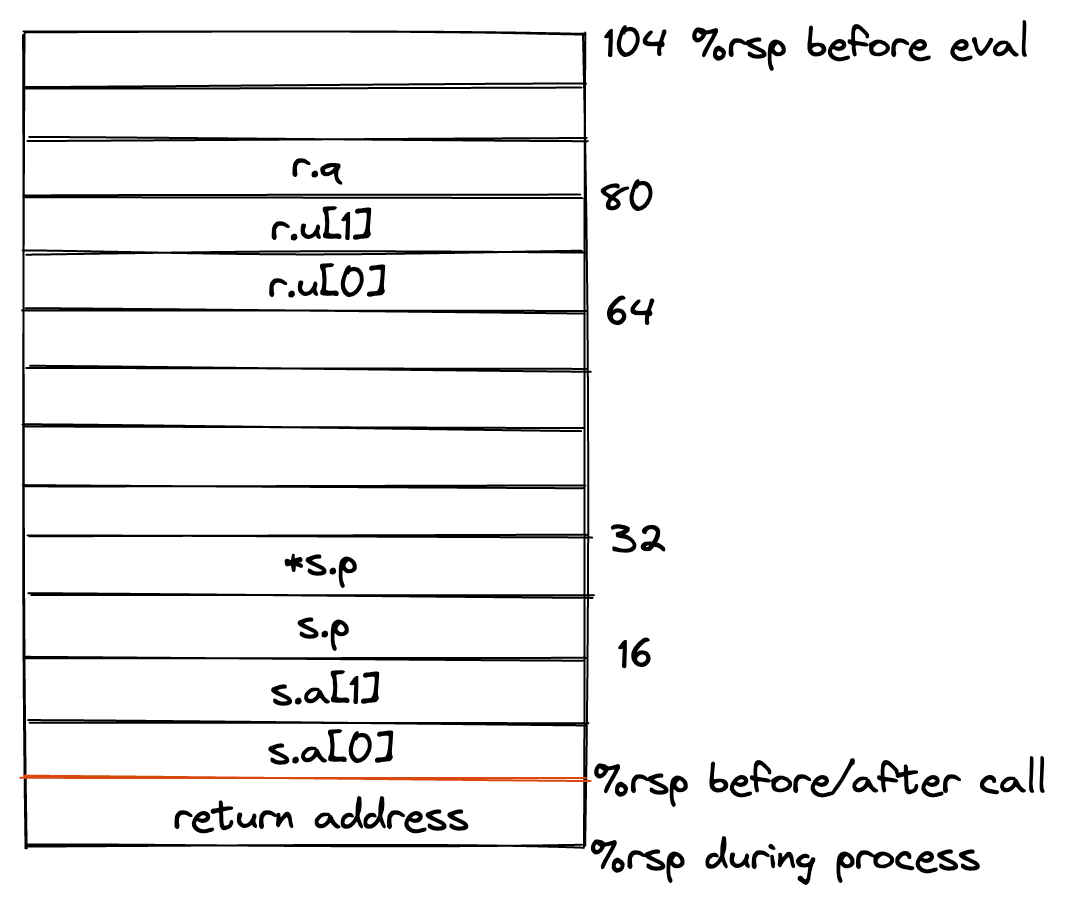 104 %rsp before eval
r.q
80
r.u[1]
r.u[0]
64
32
*s.p
s.p
16
s.a[1]
s.a[0]
%rsp before/after call
return address
%rsp during process